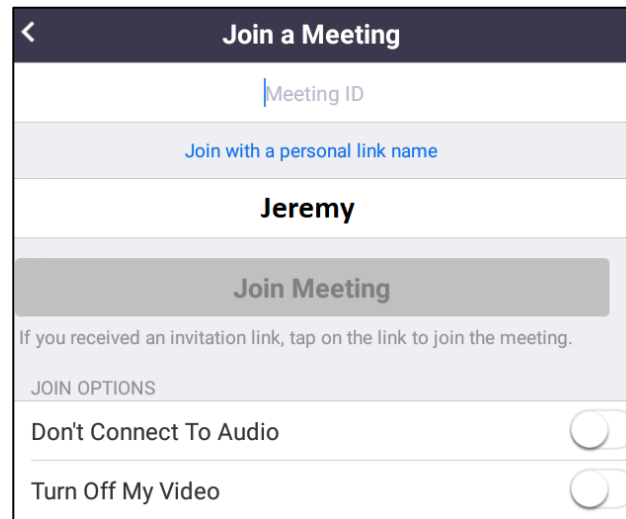 Join a Meeting
Meeting ID
Join with a personal link name
Jeremy
Join Meeting
If you received an invitation link, tap on the link to join the meeting.
JOIN OPTIONS
Don't Connect To Audio
Turn Off My Video